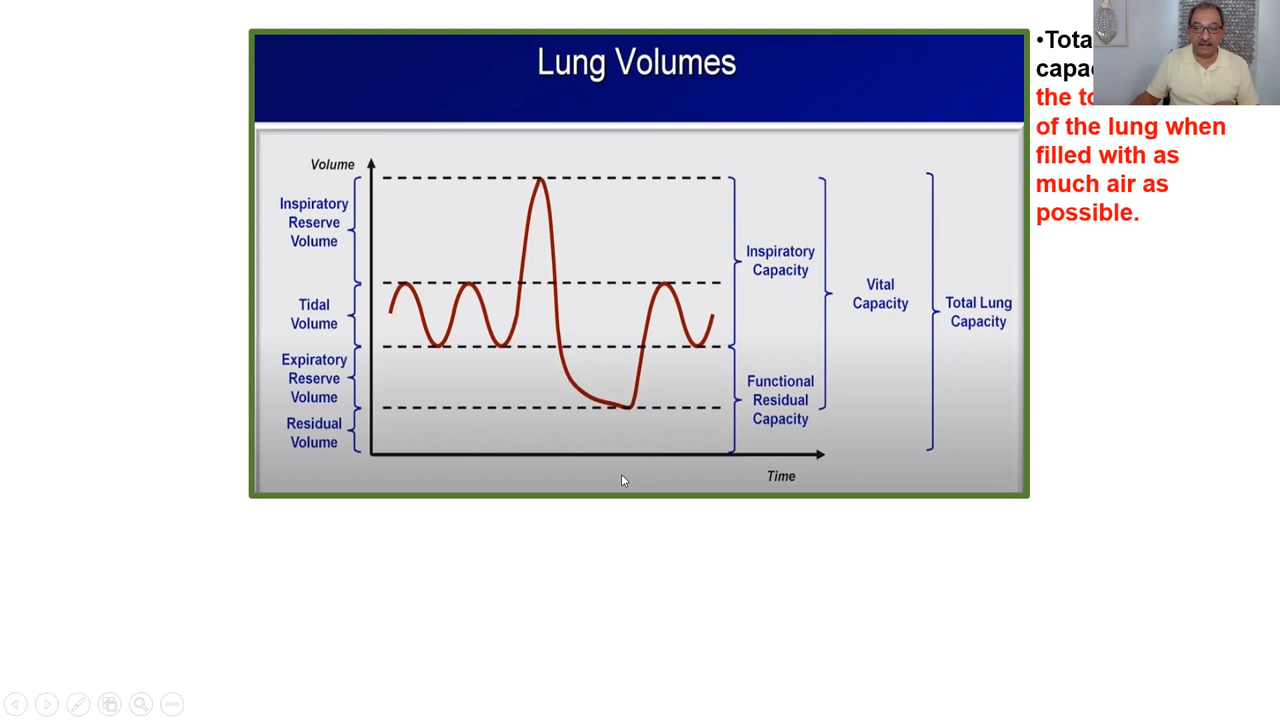 Lung Volumes
•Tota
capac
the to
of the lung when
filled with as
much air as
possible.
Volume
Inspiratory
Reserve
Volume
Tidal
Volume
Expiratory
Reserve
Volume
Residual
Volume
Inspiratory
Capacity
Functional
Residual
Capacity
Vital
Capacity
Total Lung
Capacity
Time